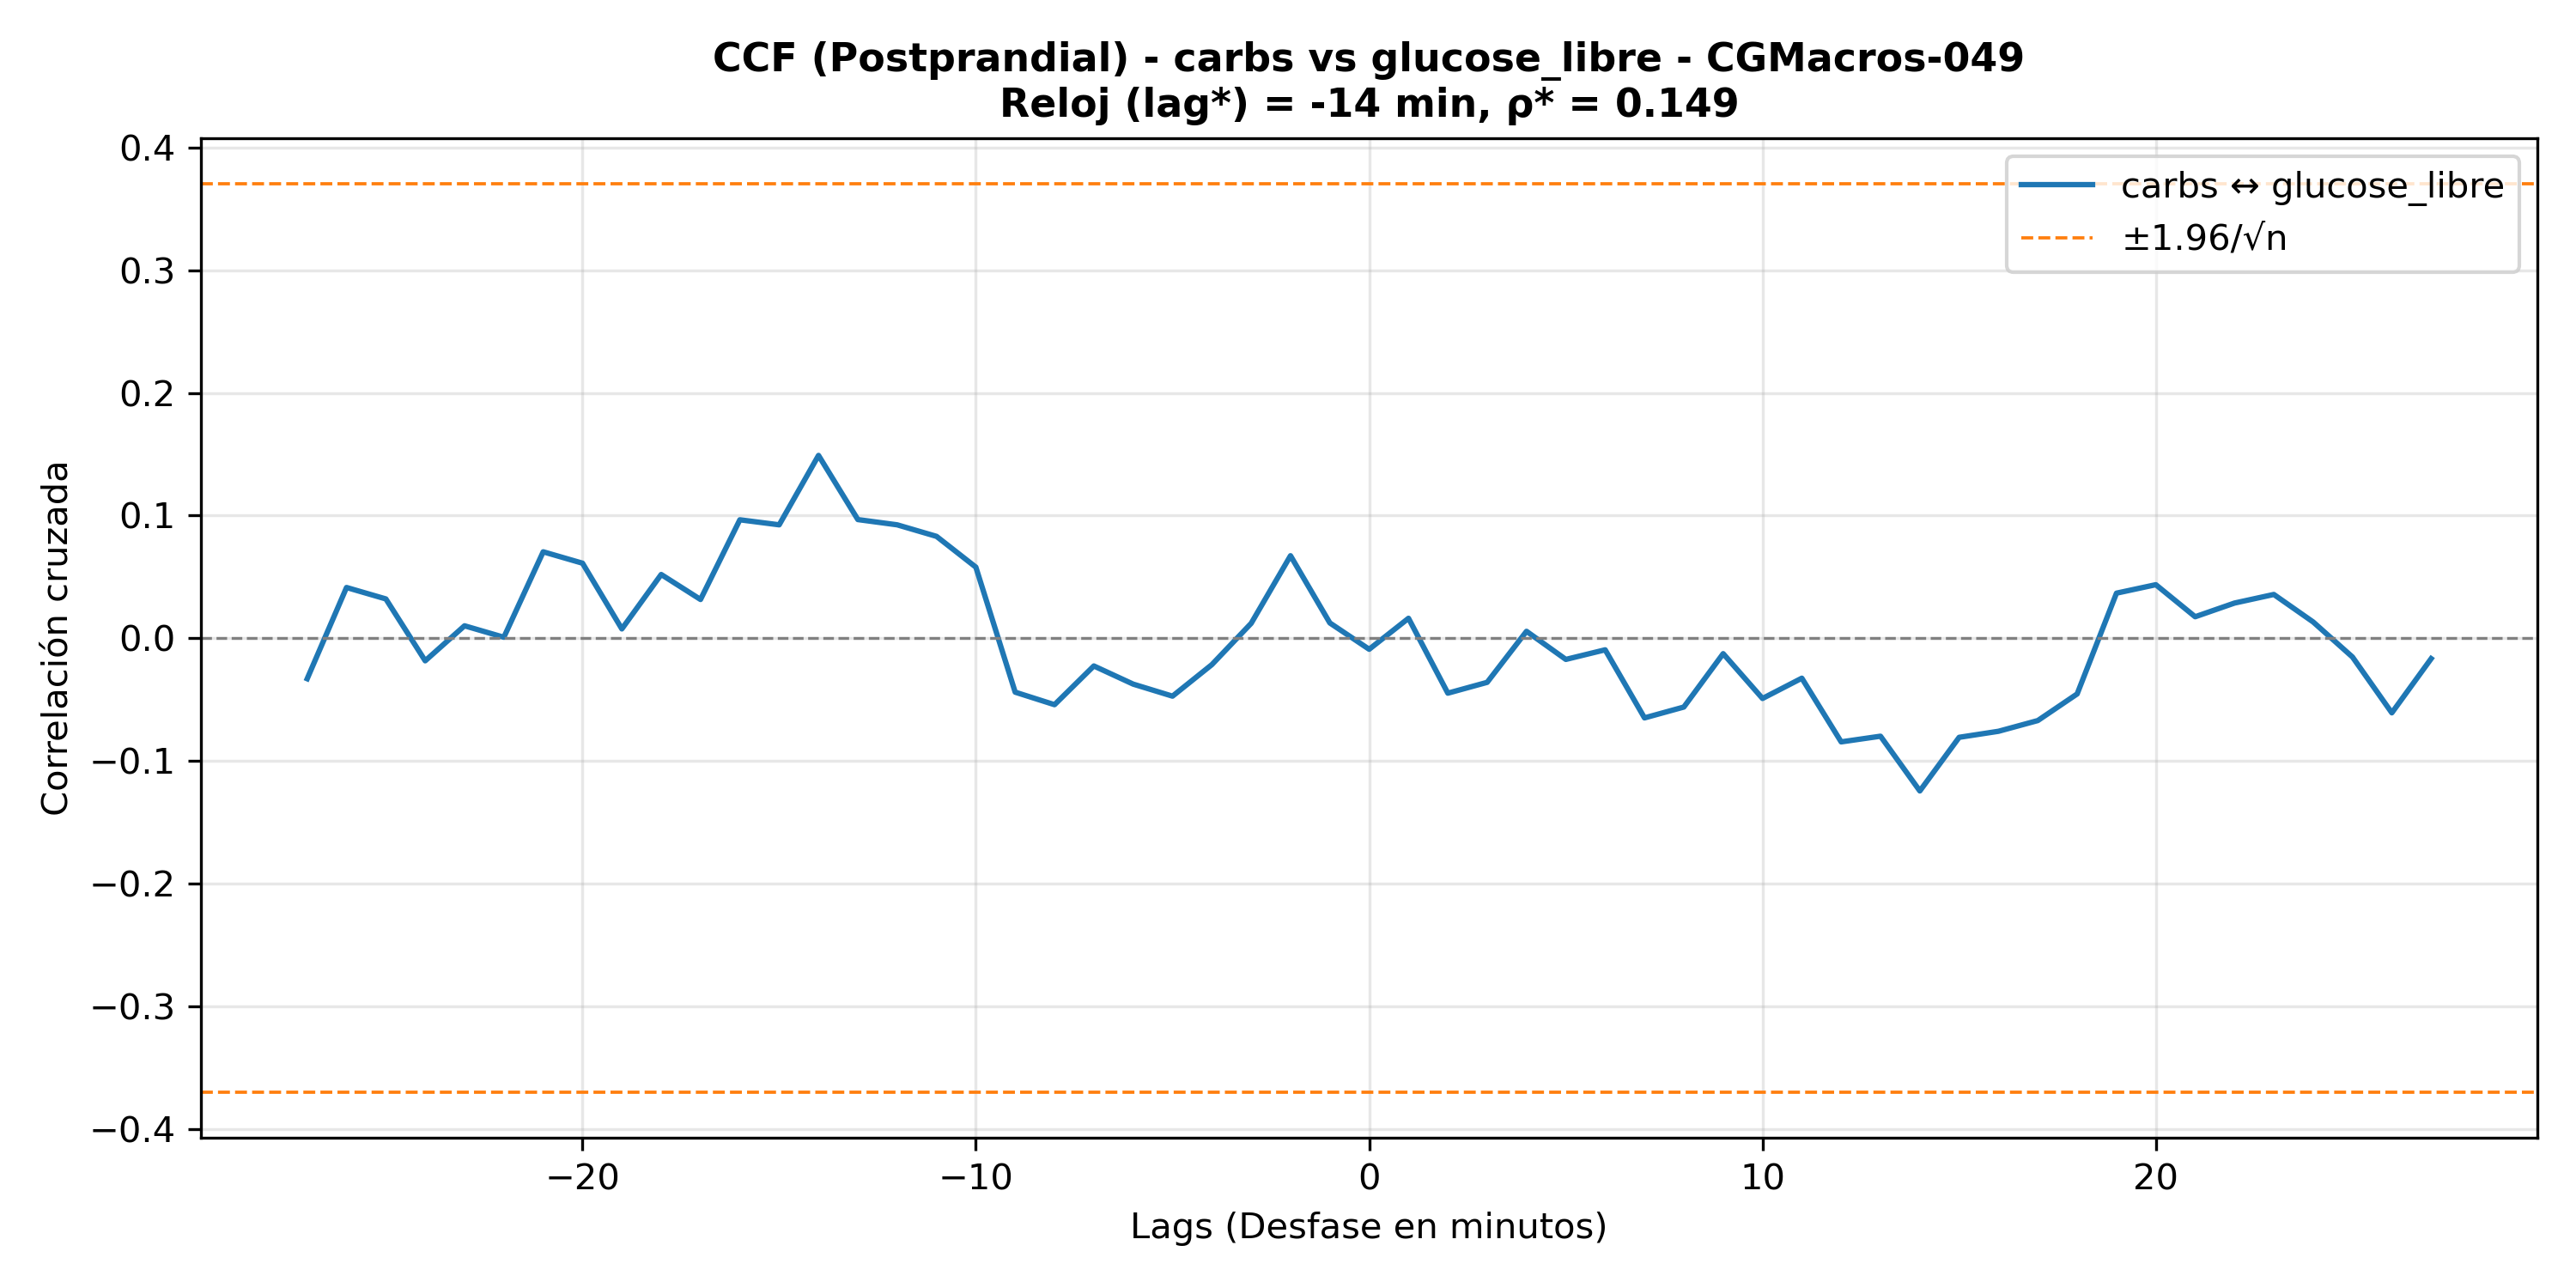 CCF (Postprandial) - carbs vs glucose_libre - CGMacros-049
Reloj (lag*) = -14 min, ρ* = 0.149
carbs ↔ glucose_libre
±1.96/√n
Correlación cruzada
0.4
0.3
0.2
0.1
0.0
−0.1
−0.2
−0.3
−0.4
−20
−10
0
10
20
Lags (Desfase en minutos)